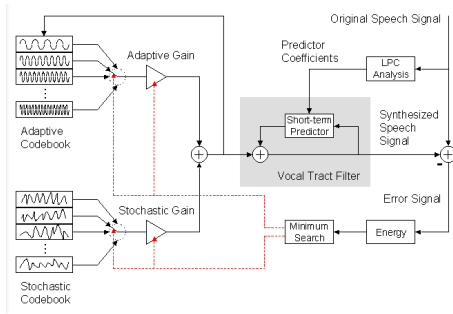 Original Speech Signal
Adaptive Gain
Predictor
Coefficients
LPC
Analysis
Adaptive
Codebook
Short-term
Predictor
Synthesized
Speech
Signal
Vocal Tract Filter
Stochastic Gain
Error Signal
Minimum
Search
Energy
Stochastic
Codebook